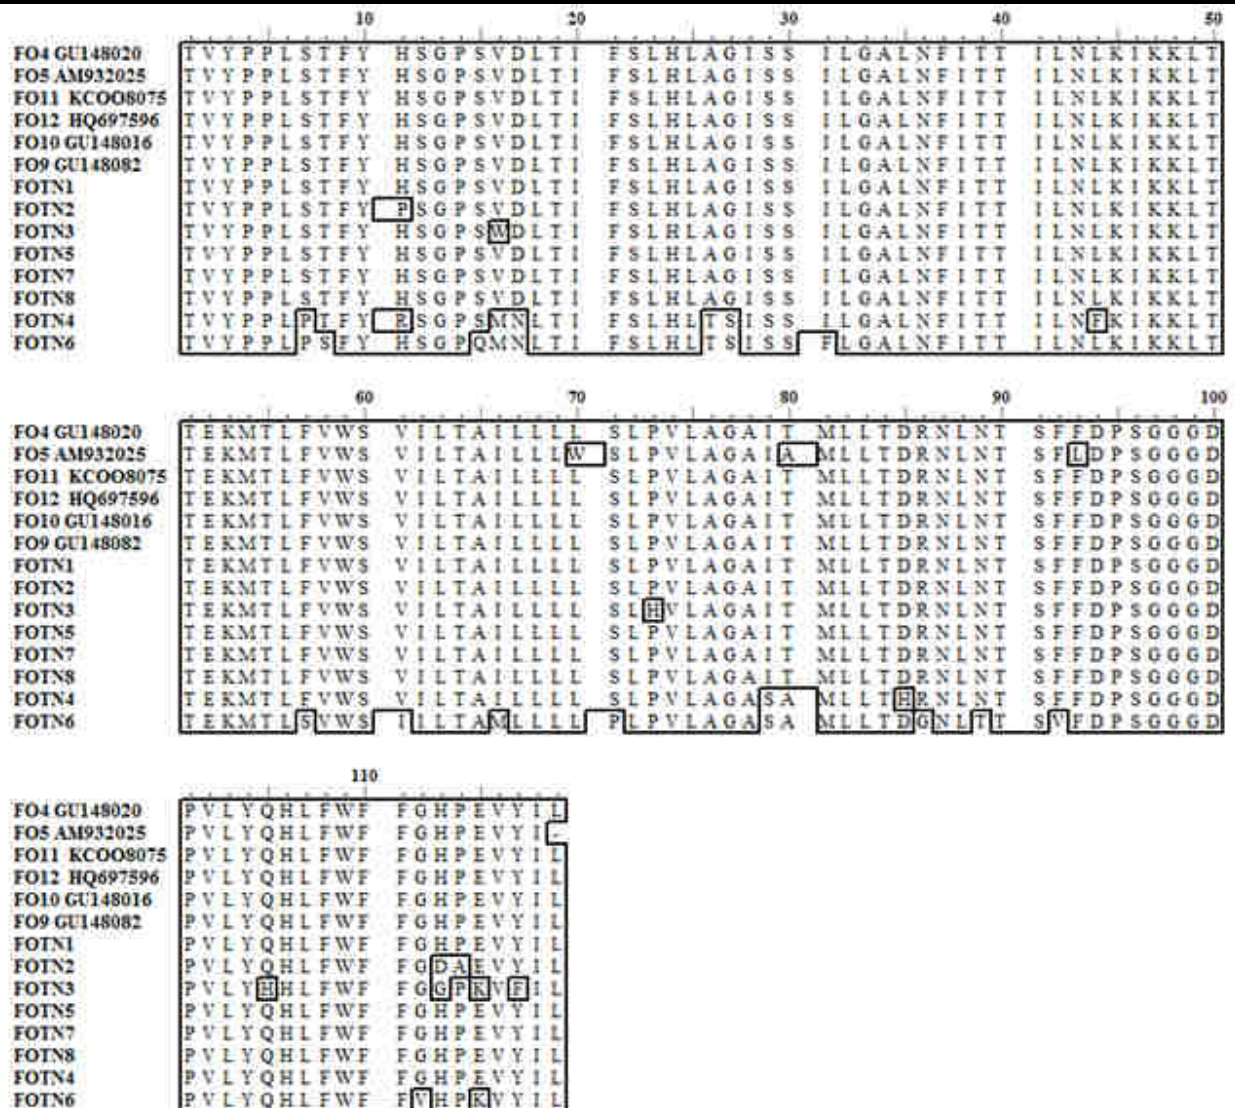 10 20 30 40 50
FO4 GU148020 TVYPPLSTFY HSGPSVDLTI FSLHLAGISS ILGALNFITT ILNLKIKKLT
FO5 AM932025 TVYPPLSTFY HSGPSVDLTI FSLHLAGISS ILGALNFITT ILNLKIKKLT
FO11 KCOO8075 TVYPPLSTFY HSGPSVDLTI FSLHLAGISS ILGALNFITT ILNLKIKKLT
FO12 HQ697596 TVYPPLSTFY HSGPSVDLTI FSLHLAGISS ILGALNFITT ILNLKIKKLT
FO10 GU148016 TVYPPLSTFY HSGPSVDLTI FSLHLAGISS ILGALNFITT ILNLKIKKLT
FO9 GU148082 TVYPPLSTFY HSGPSVDLTI FSLHLAGISS ILGALNFITT ILNLKIKKLT
FOTN1 TVYPPLSTFY HSGPSVDLTI FSLHLAGISS ILGALNFITT ILNLKIKKLT
FOTN2 TVYPPLSTFY PSGPSVDLTI FSLHLAGISS ILGALNFITT ILNLKIKKLT
FOTN3 TVYPPLSTFY HSGPSWDLTI FSLHLAGISS ILGALNFITT ILNLKIKKLT
FOTN5 TVYPPLSTFY HSGPSVDLTI FSLHLAGISS ILGALNFITT ILNLKIKKLT
FOTN7 TVYPPLSTFY HSGPSVDLTI FSLHLAGISS ILGALNFITT ILNLKIKKLT
FOTN8 TVYPPLSTFY HSGPSVDLTI FSLHLAGISS ILGALNFITT ILNLKIKKLT
FOTN4 TVYPPLPTFY RSGPSMNLTI FSLHLTSISS ILGALNFITT ILNFKIKKLT
FOTN6 TVYPPLPSFY HSGPQMNLTI FSLHLTSISS FLGALNFITT ILNLKIKKLT
60 70 80 90 100
FO4 GU148020 TEKMTLFVWS VILTAILLLL SLPVLAGAIT MLLTDRNLNT SFFDPSGGGD
FO5 AM932025 TEKMTLFVWS VILTAILLLW SLPVLAGAIA MLLTDRNLNT SFLDPSGGGD
FO11 KCOO8075 TEKMTLFVWS VILTAILLLL SLPVLAGAIT MLLTDRNLNT SFFDPSGGGD
FO12 HQ697596 TEKMTLFVWS VILTAILLLL SLPVLAGAIT MLLTDRNLNT SFFDPSGGGD
FO10 GU148016 TEKMTLFVWS VILTAILLLL SLPVLAGAIT MLLTDRNLNT SFFDPSGGGD
FO9 GU148082 TEKMTLFVWS VILTAILLLL SLPVLAGAIT MLLTDRNLNT SFFDPSGGGD
FOTN1 TEKMTLFVWS VILTAILLLL SLPVLAGAIT MLLTDRNLNT SFFDPSGGGD
FOTN2 TEKMTLFVWS VILTAILLLL SLPVLAGAIT MLLTDRNLNT SFFDPSGGGD
FOTN3 TEKMTLFVWS VILTAILLLL SLHVLAGAIT MLLTDRNLNT SFFDPSGGGD
FOTN5 TEKMTLFVWS VILTAILLLL SLPVLAGAIT MLLTDRNLNT SFFDPSGGGD
FOTN7 TEKMTLFVWS VILTAILLLL SLPVLAGAIT MLLTDRNLNT SFFDPSGGGD
FOTN8 TEKMTLFVWS VILTAILLLL SLPVLAGAIT MLLTDRNLNT SFFDPSGGGD
FOTN4 TEKMTLFVWS VILTAILLLL SLPVLAGASA MLLTHRNLNT SFFDPSGGGD
FOTN6 TEKMTLSVWS IILTAMLLLL PLPVLAGASA MLLTDGNLTT SVFDPSGGGD
110
FO4 GU148020 PVLYQHLFWF FGHPEVYIL
FO5 AM932025 PVLYQHLFWF FGHPEVYI-
FO11 KCOO8075 PVLYQHLFWF FGHPEVYIL
FO12 HQ697596 PVLYQHLFWF FGHPEVYIL
FO10 GU148016 PVLYQHLFWF FGHPEVYIL
FO9 GU148082 PVLYQHLFWF FGHPEVYIL
FOTN1 PVLYQHLFWF FGHPEVYIL
FOTN2 PVLYQHLFWF FGDAEVYIL
FOTN3 PVLYHHLFWF FGGPKVFIL
FOTN5 PVLYQHLFWF FGHPEVYIL
FOTN7 PVLYQHLFWF FGHPEVYIL
FOTN8 PVLYQHLFWF FGHPEVYIL
FOTN4 PVLYQHLFWF FGHPEVYIL
FOTN6 PVLYQHLFWF FVHPKVYIL